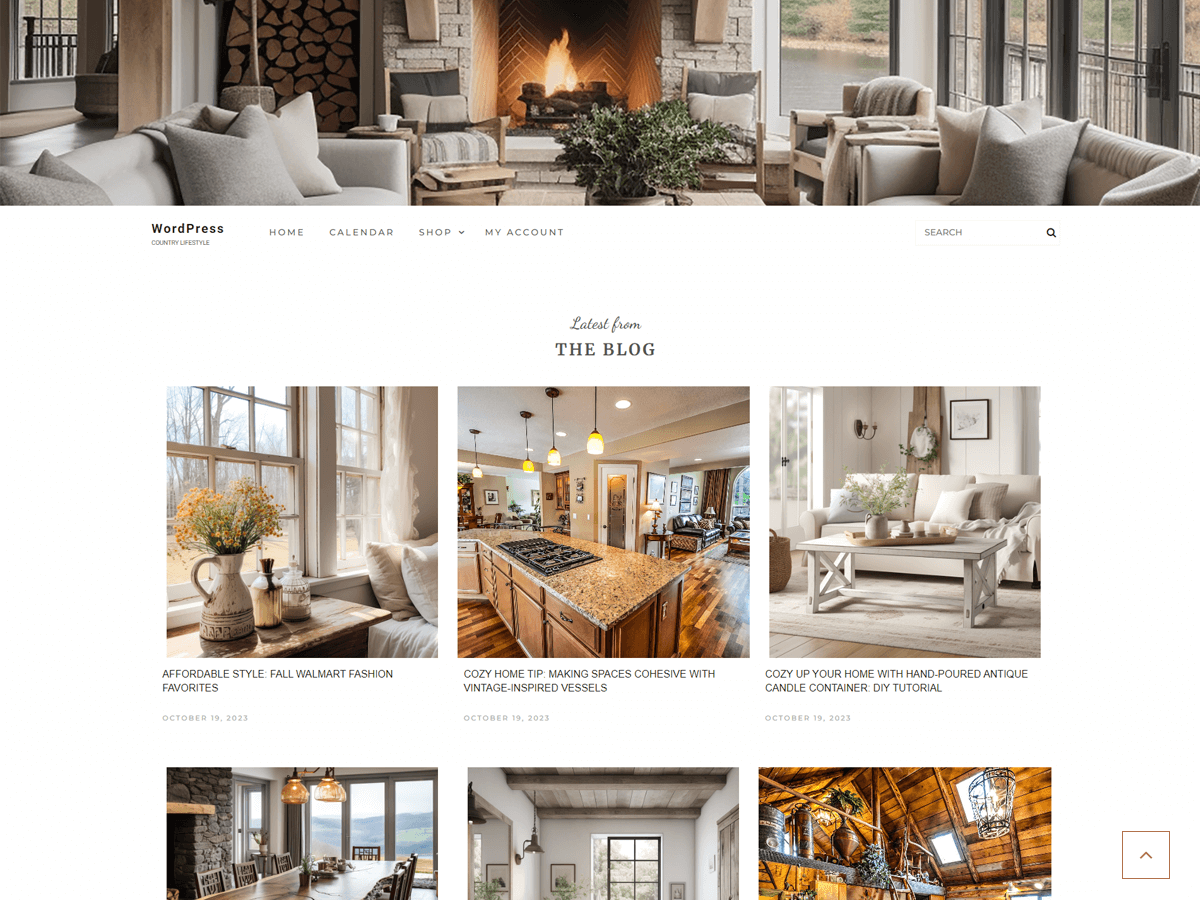 WordPress
COUNTRY LIFESTYLE
HOME
CALENDAR
SHOP
MY ACCOUNT
SEARCH
Latest from
THE BLOG
AFFORDABLE STYLE: FALL WALMART FASHION
FAVORITES
OCTOBER 19, 2023
COZY HOME TIP: MAKING SPACES COHESIVE WITH
VINTAGE-INSPIRED VESSELS
OCTOBER 19, 2023
COZY UP YOUR HOME WITH HAND-POURED ANTIQUE
CANDLE CONTAINER: DIY TUTORIAL
OCTOBER 19, 2023